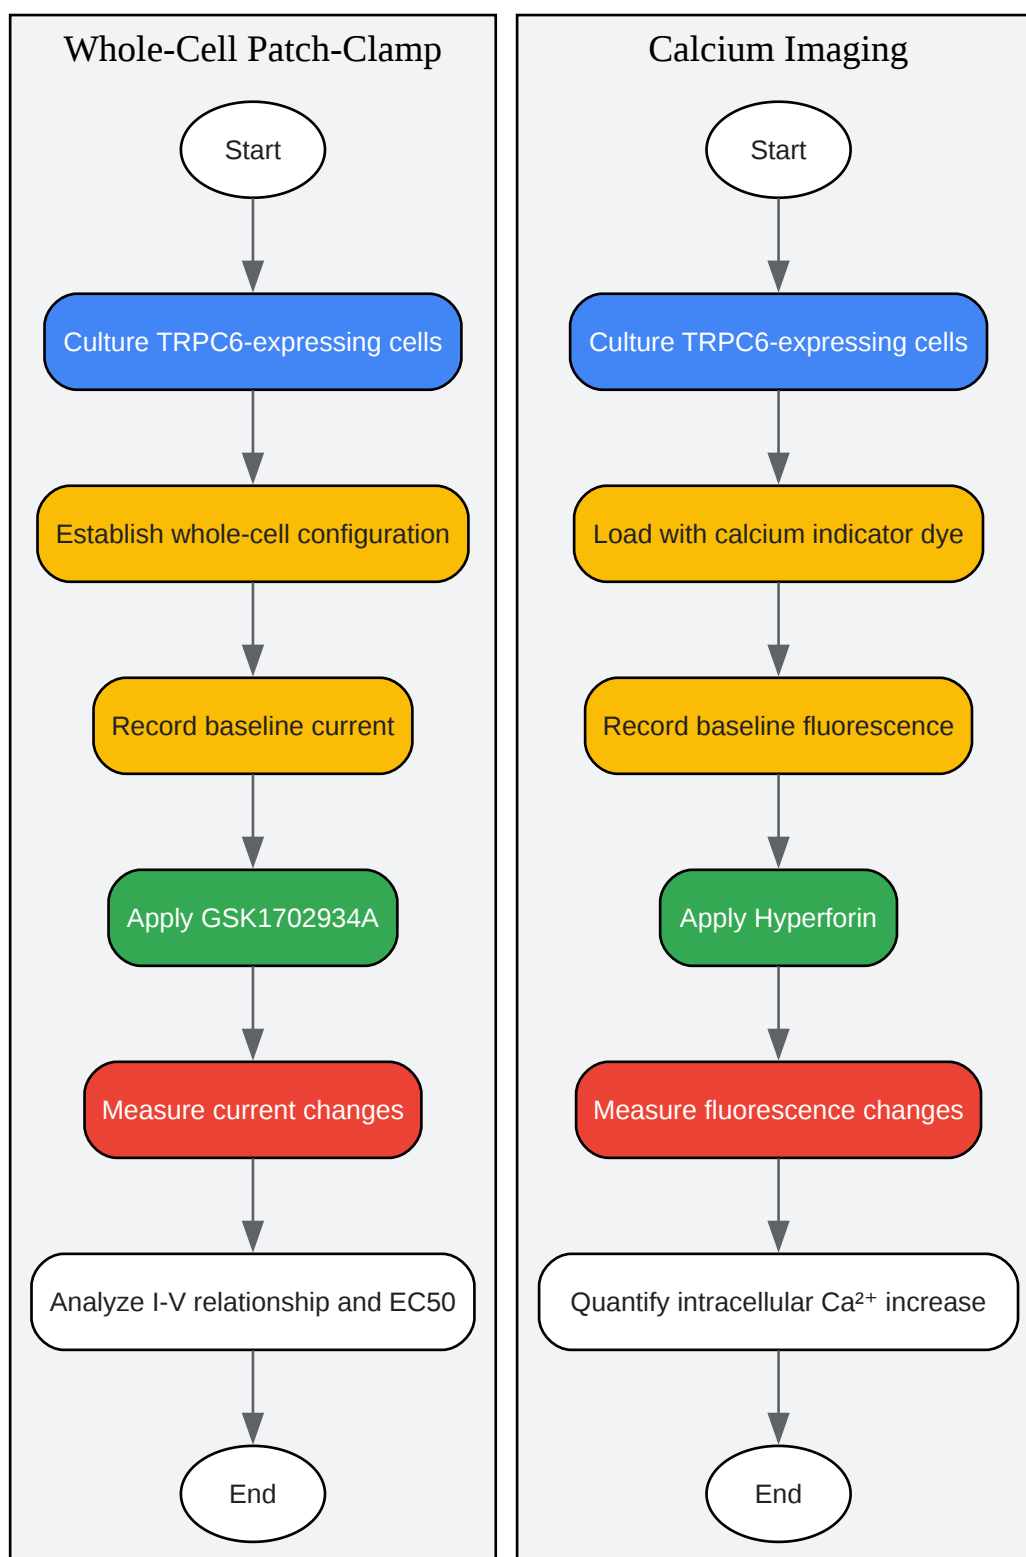 Whole-Cell Patch-Clamp
Start
Culture TRPC6-expressing cells
Establish whole-cell configuration
Record baseline current
Apply GSK1702934A
Measure current changes
Analyze I-V relationship and EC50
End
Calcium Imaging
Start
Culture TRPC6-expressing cells
Load with calcium indicator dye
Record baseline fluorescence
Apply Hyperforin
Measure fluorescence changes
Quantify intracellular Ca²⁺ increase
End